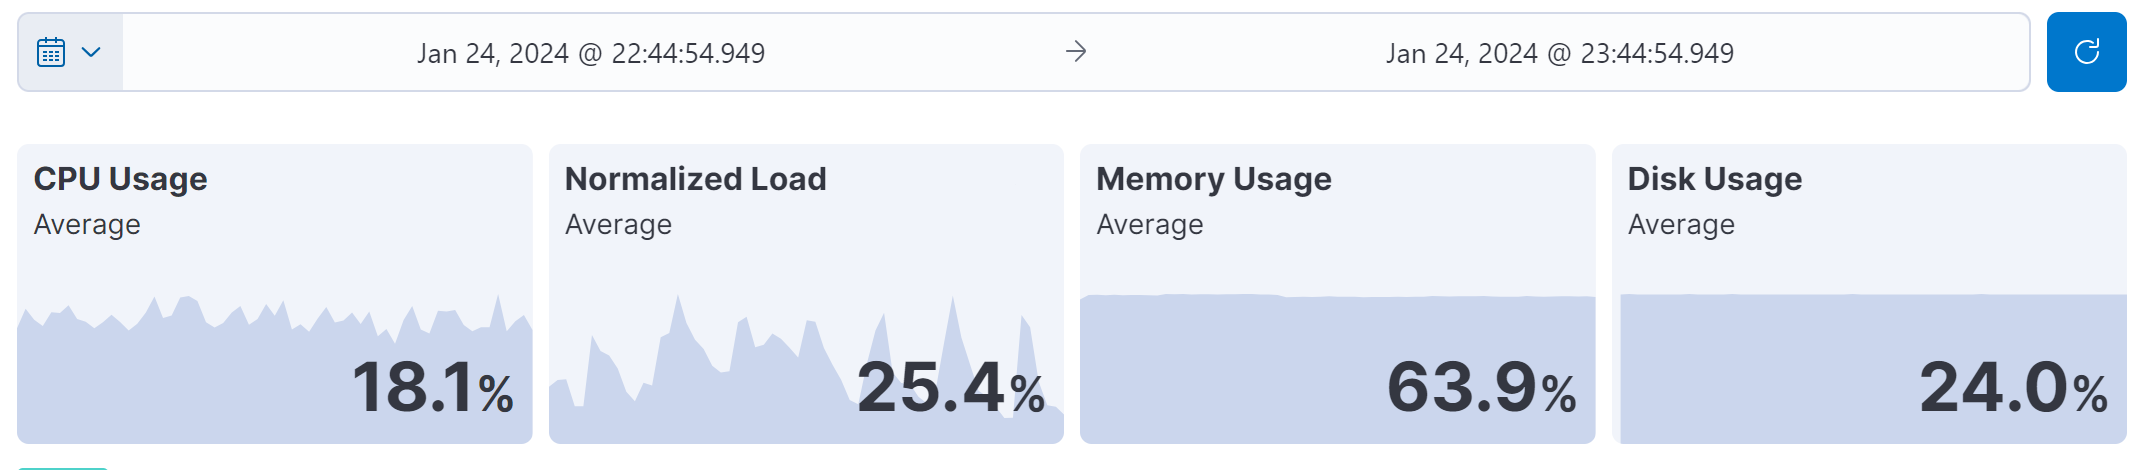 Jan 24, 2024 @ 22:44:54.949 → Jan 24, 2024 @ 23:44:54.949
CPU Usage
Average
18.1%
Normalized Load
Average
25.4%
Memory Usage
Average
63.9%
Disk Usage
Average
24.0%